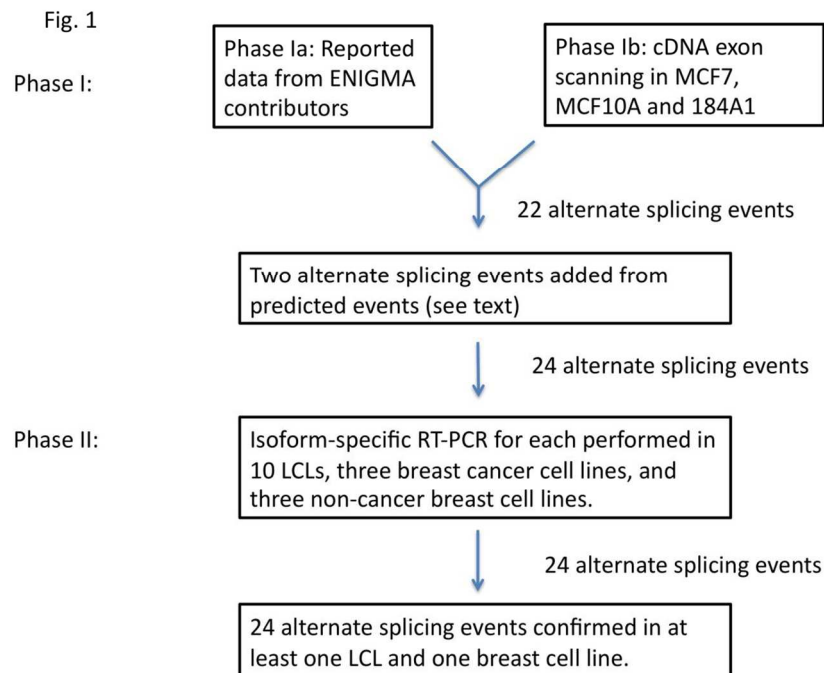 Fig. 1
Phase I:
Phase Ia: Reported
data from ENIGMA
contributors
Phase Ib: cDNA exon
scanning in MCF7,
MCF10A and 184A1
22 alternate splicing events
Two alternate splicing events added from
predicted events (see text)
24 alternate splicing events
Phase II:
Isoform-specific RT-PCR for each performed in
10 LCLs, three breast cancer cell lines, and
three non-cancer breast cell lines.
24 alternate splicing events
24 alternate splicing events confirmed in at
least one LCL and one breast cell line.